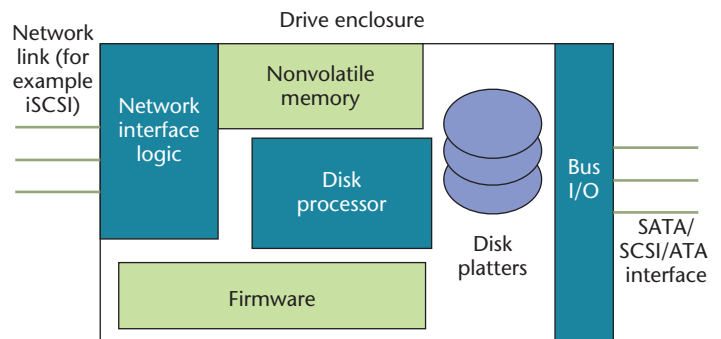 Drive enclosure
Network
link (for
example
iSCSI)
Network
interface
logic
Nonvolatile
memory
Disk
processor
Disk
platters
Firmware
Bus
I/O
SATA/
SCSI/ATA
interface